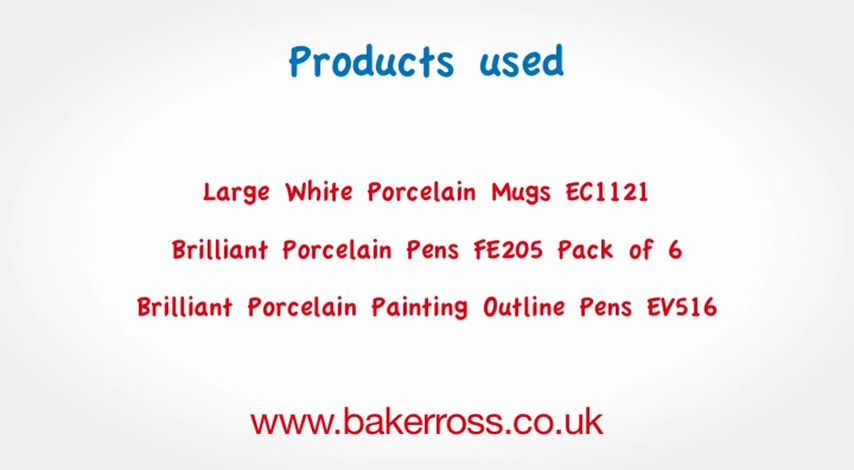 Products used
Large White Porcelain Mugs EC1121
Brilliant Porcelain Pens FE205 Pack of 6
Brilliant Porcelain Painting Outline Pens EV516
www.bakerross.co.uk